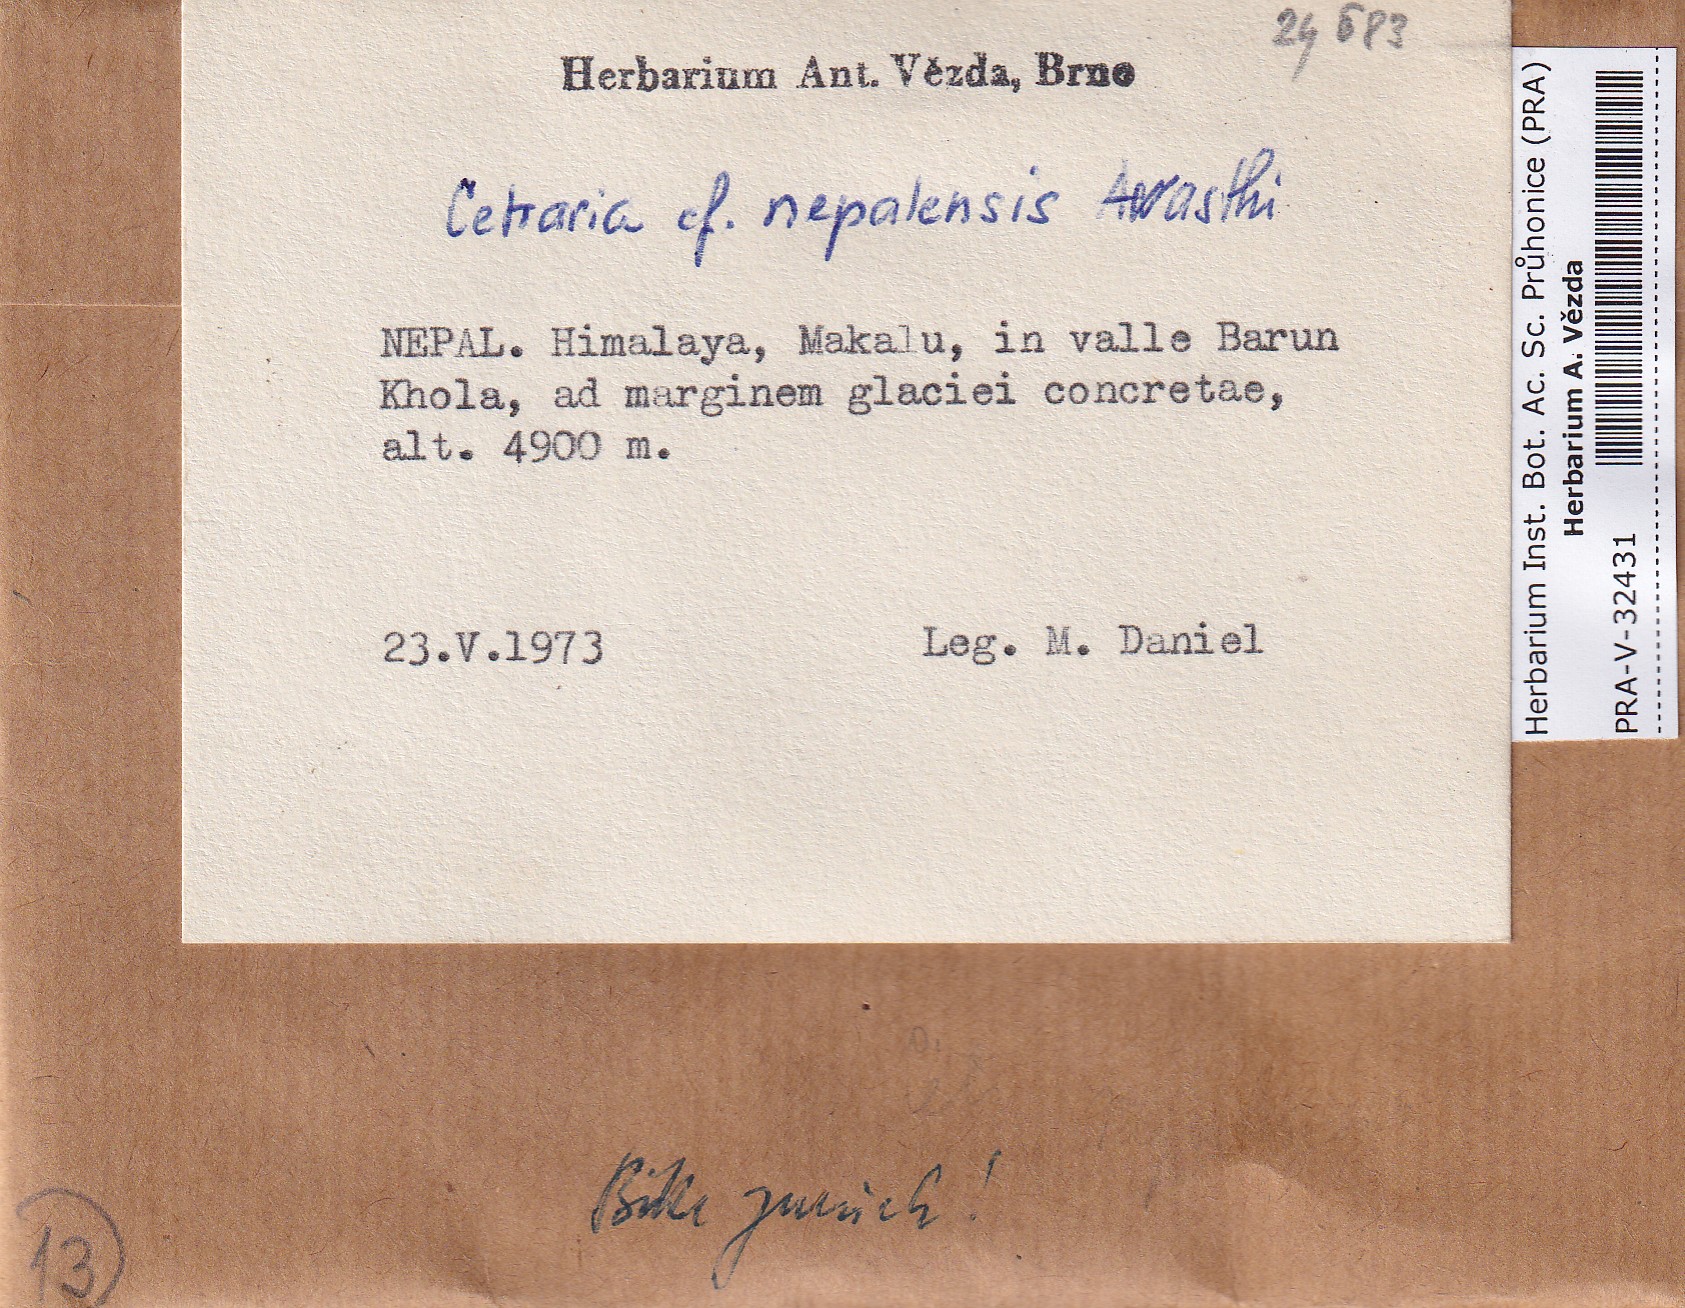 24 683
Herbarium Ant. Vězda, Brno
Cetraria cf. nepalensis Awasthi
NEPAL. Himalaya, Makalu, in valle Barun
Khola, ad marginem glaciei concretae,
alt. 4900 m.
23.V.1973 Leg. M. Daniel
Herbarium Inst. Bot. Ac. Sc. Průhonice (PRA)
Herbarium A. Vězda
PRA-V-32431
Bitte zurück!
13